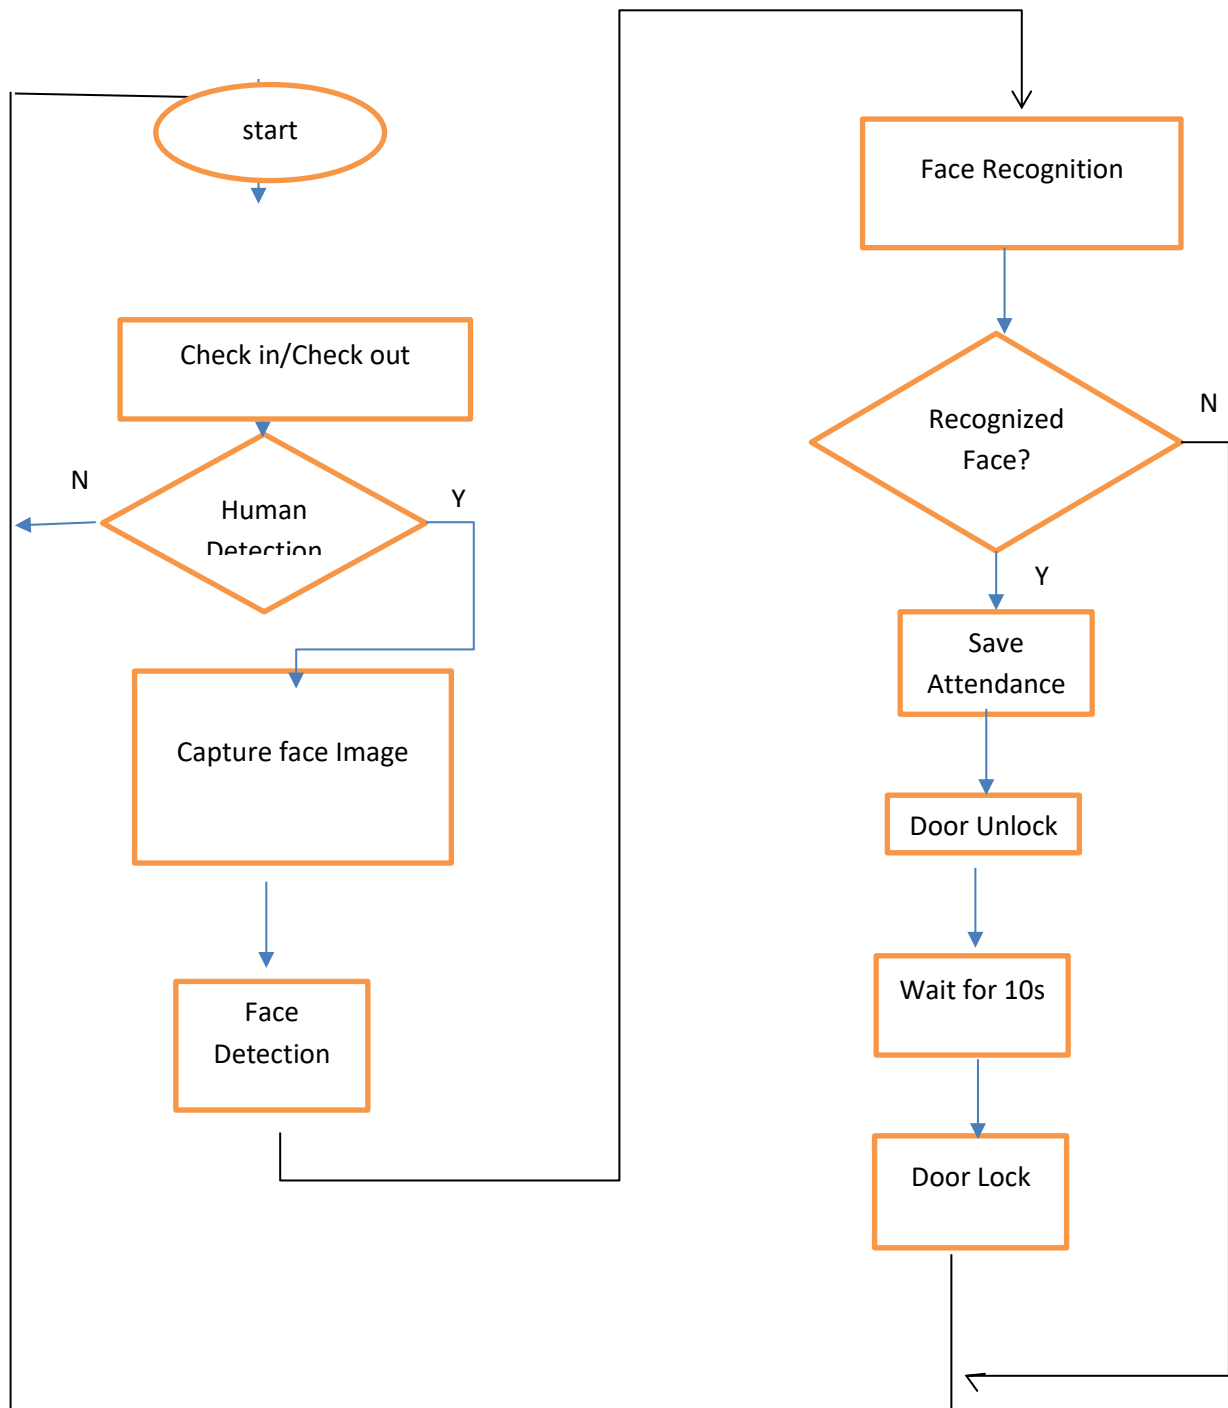 start
Check in/Check out
N
Y
Human
Detection
Capture face Image
Face
Detection
Face Recognition
Recognized
Face?
N
Y
Save
Attendance
Door Unlock
Wait for 10s
Door Lock